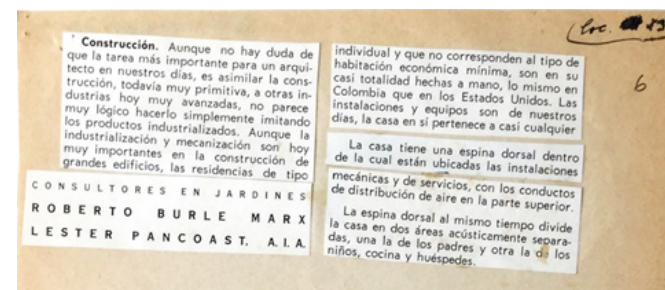 loc.
6
Construcción. Aunque no hay duda de
que la tarea más importante para un arqui-
tecto en nuestros días, es asimilar la cons-
trucción, todavía muy primitiva, a otras in-
dustrias hoy muy avanzadas, no parece
muy lógico hacerlo simplemente imitando
los productos industrializados. Aunque la
industrialización y mecanización son hoy
muy importantes en la construcción de
grandes edificios, las residencias de tipo
CONSULTORES EN JARDINES
ROBERTO BURLE MARX
LESTER PANCOAST. A.I.A.
individual y que no corresponden al tipo de
habitación económica mínima, son en su
casi totalidad hechas a mano, lo mismo en
Colombia que en los Estados Unidos. Las
instalaciones y equipos son de nuestros
días, la casa en sí pertenece a casi cualquier
La casa tiene una espina dorsal dentro
de la cual están ubicadas las instalaciones
mecánicas y de servicios, con los conductos
de distribución de aire en la parte superior.
La espina dorsal al mismo tiempo divide
la casa en dos áreas acústicamente separa-
das, una la de los padres y otra la de los
niños, cocina y huéspedes.